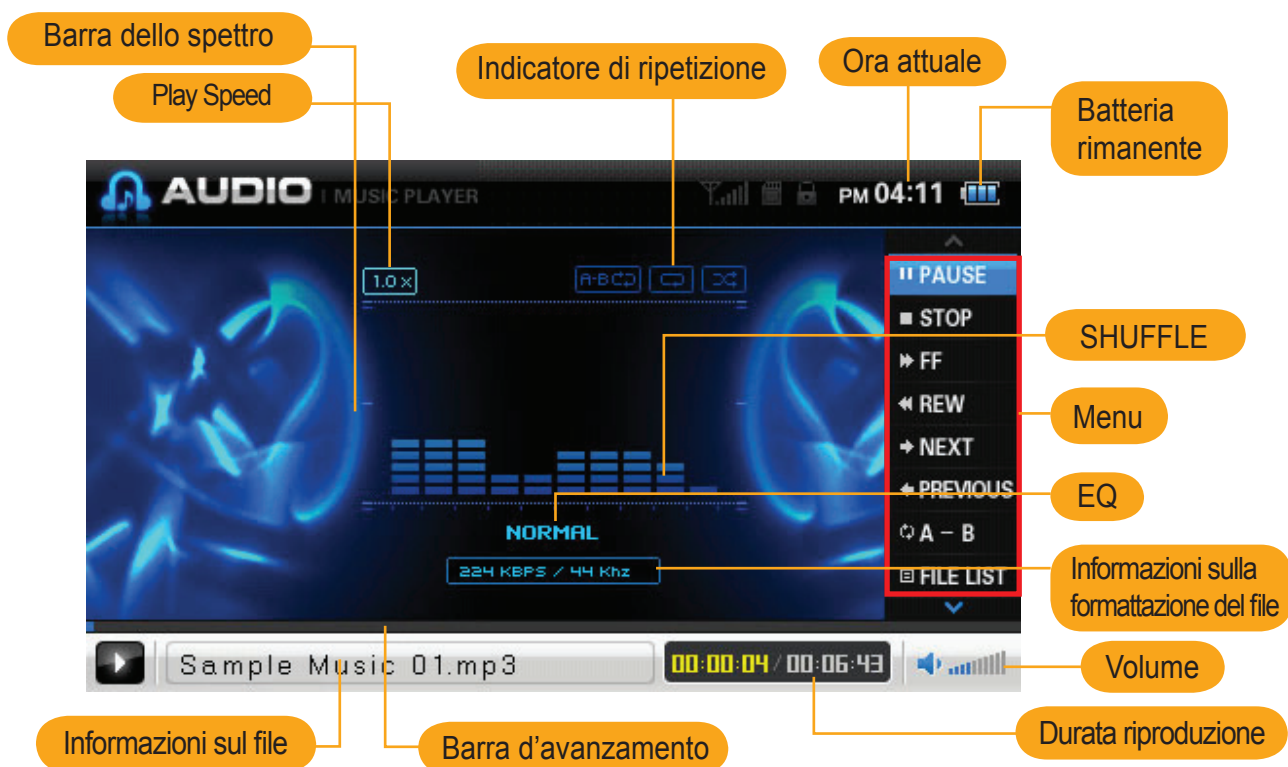 Barra dello spettro
Play Speed
Indicatore di ripetizione
Ora attuale
Batteria
rimanente
AUDIO | MUSIC PLAYER
PM 04:11
1.0 x
A-B
PAUSE
STOP
FF
REW
NEXT
PREVIOUS
A - B
FILE LIST
SHUFFLE
Menu
EQ
NORMAL
224 KBPS / 44 Khz
Informazioni sulla
formattazione del file
Sample Music 01.mp3
00:00:04/00:06:43
Volume
Informazioni sul file
Barra d'avanzamento
Durata riproduzione